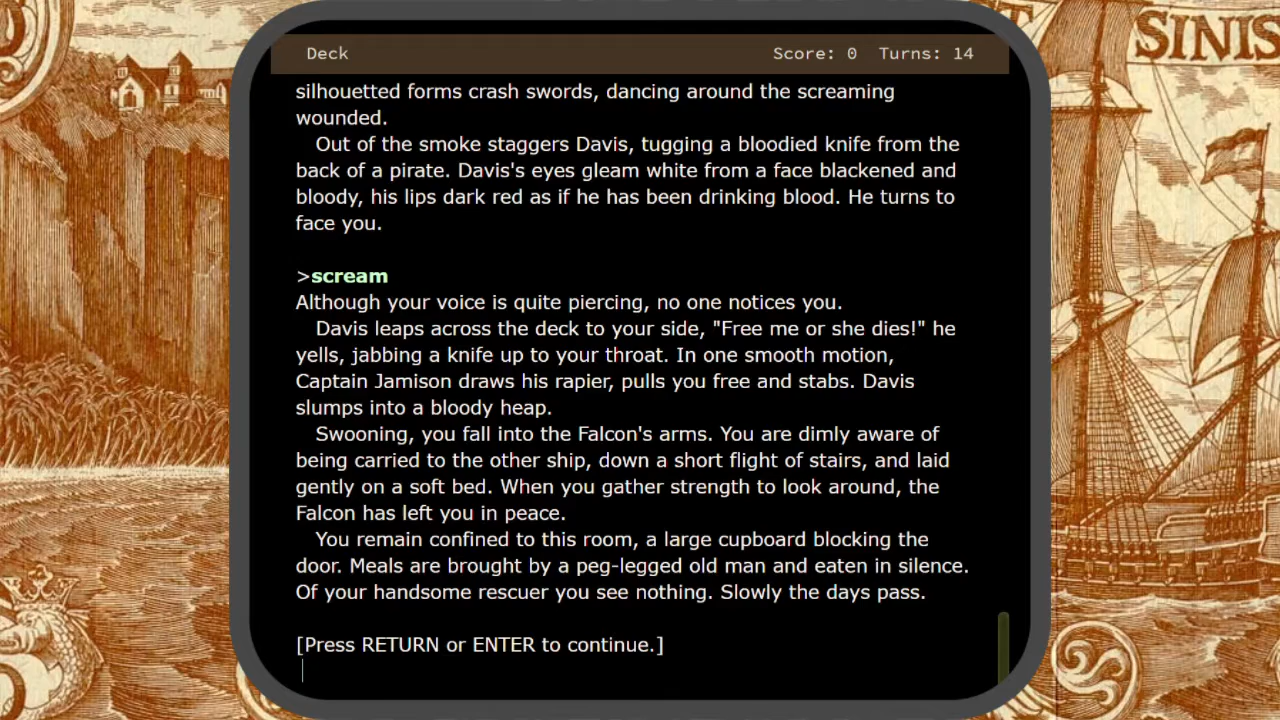 Deck Score: 0 Turns: 14
SINIS
silhouetted forms crash swords, dancing around the screaming
wounded.
Out of the smoke staggers Davis, tugging a bloodied knife from the
back of a pirate. Davis's eyes gleam white from a face blackened and
bloody, his lips dark red as if he has been drinking blood. He turns to
face you.
>scream
Although your voice is quite piercing, no one notices you.
Davis leaps across the deck to your side, "Free me or she dies!" he
yells, jabbing a knife up to your throat. In one smooth motion,
Captain Jamison draws his rapier, pulls you free and stabs. Davis
slumps into a bloody heap.
Swooning, you fall into the Falcon's arms. You are dimly aware of
being carried to the other ship, down a short flight of stairs, and laid
gently on a soft bed. When you gather strength to look around, the
Falcon has left you in peace.
You remain confined to this room, a large cupboard blocking the
door. Meals are brought by a peg-legged old man and eaten in silence.
Of your handsome rescuer you see nothing. Slowly the days pass.
[Press RETURN or ENTER to continue.]